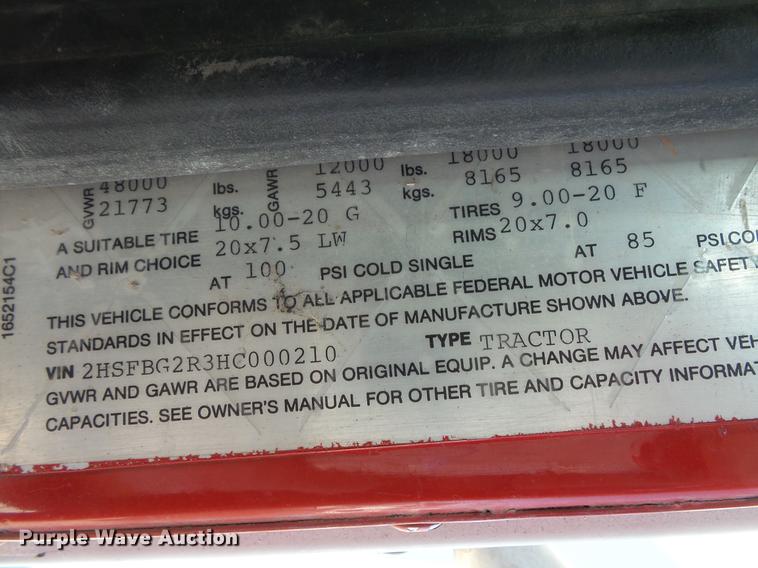 GVWR 48000 lbs. GAWR 12000 lbs. 18000 18000
21773 kgs. 5443 kgs. 8165 8165
A SUITABLE TIRE 10.00-20 G TIRES 9.00-20 F
AND RIM CHOICE 20x7.5 LW RIMS 20x7.0
AT 100 PSI COLD SINGLE AT 85 PSI COL
THIS VEHICLE CONFORMS TO ALL APPLICABLE FEDERAL MOTOR VEHICLE SAFETY
STANDARDS IN EFFECT ON THE DATE OF MANUFACTURE SHOWN ABOVE.
VIN 2HSFBG2R3HC000210 TYPE TRACTOR
GVWR AND GAWR ARE BASED ON ORIGINAL EQUIP. A CHANGE MAY AFFECT VEH
CAPACITIES. SEE OWNER'S MANUAL FOR OTHER TIRE AND CAPACITY INFORMAT
1652154C1
Purple Wave Auction